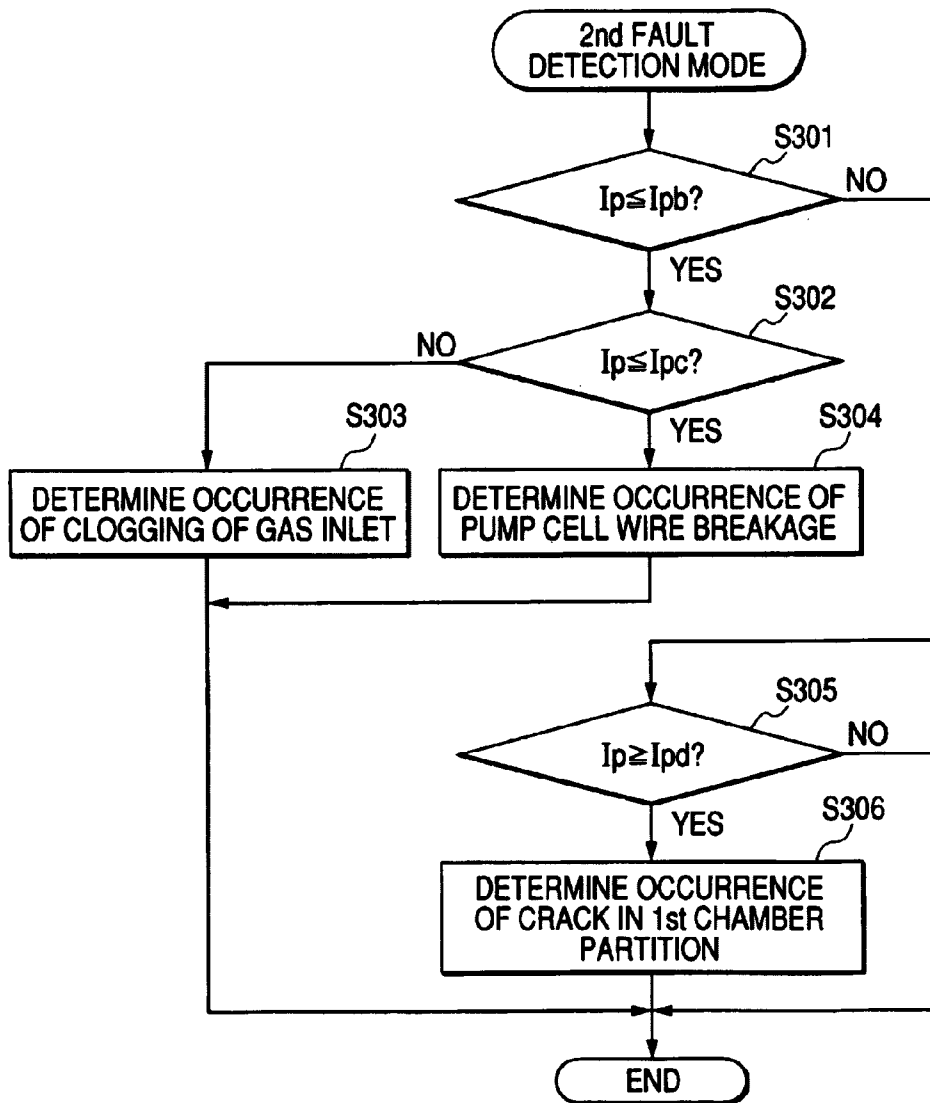 2nd FAULT
DETECTION MODE
S301
Ip≦Ipb?
NO
YES
S302
Ip≦Ipc?
NO
YES
S303
DETERMINE OCCURRENCE
OF CLOGGING OF GAS INLET
S304
DETERMINE OCCURRENCE OF
PUMP CELL WIRE BREAKAGE
S305
Ip≧Ipd?
NO
YES
S306
DETERMINE OCCURRENCE
OF CRACK IN 1st CHAMBER
PARTITION
END